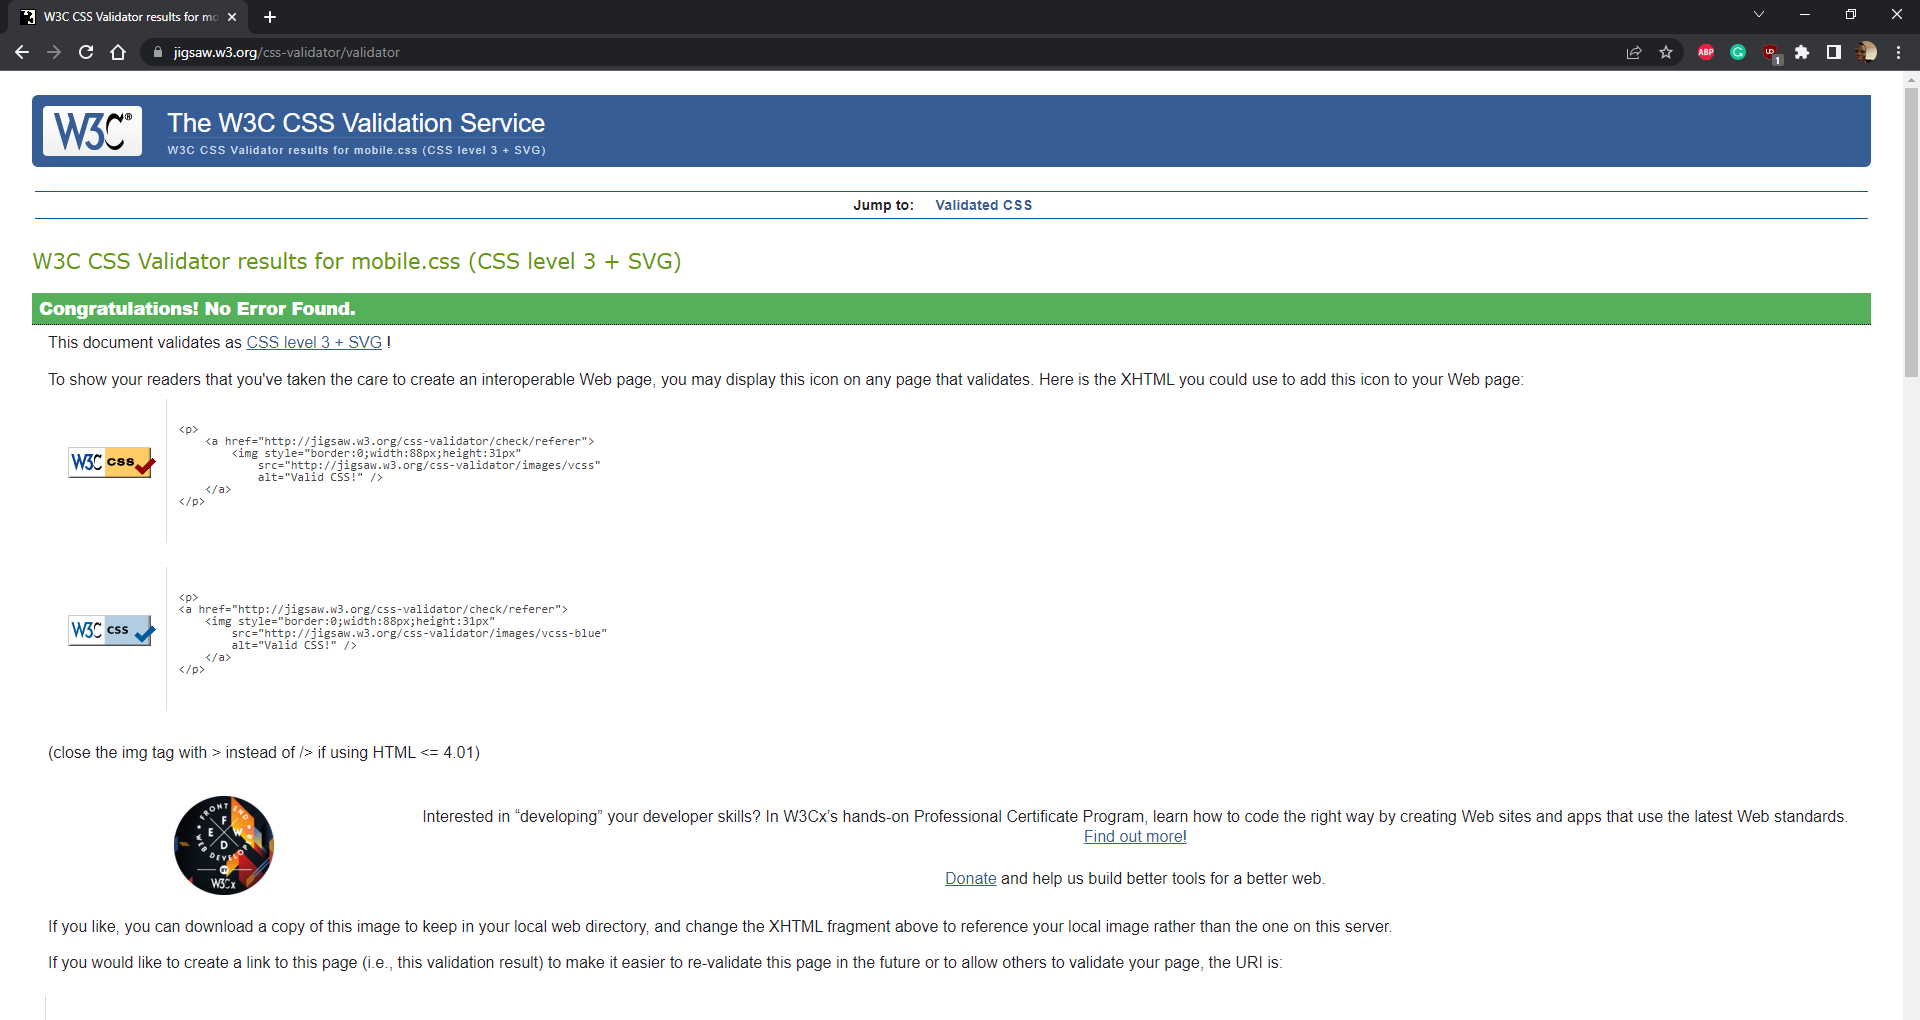 W3C CSS Validator results for mo
jigsaw.w3.org/css-validator/validator
ABP
1
W3C®
The W3C CSS Validation Service
W3C CSS Validator results for mobile.css (CSS level 3 + SVG)
Jump to: Validated CSS
W3C CSS Validator results for mobile.css (CSS level 3 + SVG)
Congratulations! No Error Found.
This document validates as CSS level 3 + SVG !
To show your readers that you've taken the care to create an interoperable Web page, you may display this icon on any page that validates. Here is the XHTML you could use to add this icon to your Web page:
W3C css
<p>
<a href="http://jigsaw.w3.org/css-validator/check/referer">
<img style="border:0;width:88px;height:31px"
src="http://jigsaw.w3.org/css-validator/images/vcss"
alt="Valid CSS!" />
</a>
</p>
W3C css
<p>
<a href="http://jigsaw.w3.org/css-validator/check/referer">
<img style="border:0;width:88px;height:31px"
src="http://jigsaw.w3.org/css-validator/images/vcss-blue"
alt="Valid CSS!" />
</a>
</p>
(close the img tag with > instead of /> if using HTML <= 4.01)
FRONT END
F
E W
D
WEB DEVELOPER
BY
W3Cx
Interested in “developing” your developer skills? In W3Cx’s hands-on Professional Certificate Program, learn how to code the right way by creating Web sites and apps that use the latest Web standards.
Find out more!
Donate and help us build better tools for a better web.
If you like, you can download a copy of this image to keep in your local web directory, and change the XHTML fragment above to reference your local image rather than the one on this server.
If you would like to create a link to this page (i.e., this validation result) to make it easier to re-validate this page in the future or to allow others to validate your page, the URI is: